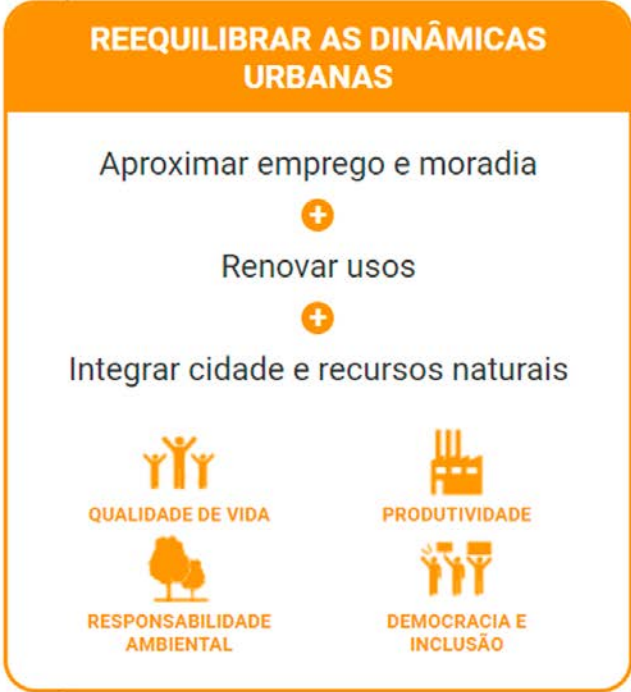 REEQUILIBRAR AS DINÂMICAS
URBANAS
Aproximar emprego e moradia
+
Renovar usos
+
Integrar cidade e recursos naturais
QUALIDADE DE VIDA
PRODUTIVIDADE
RESPONSABILIDADE
AMBIENTAL
DEMOCRACIA E
INCLUSÃO